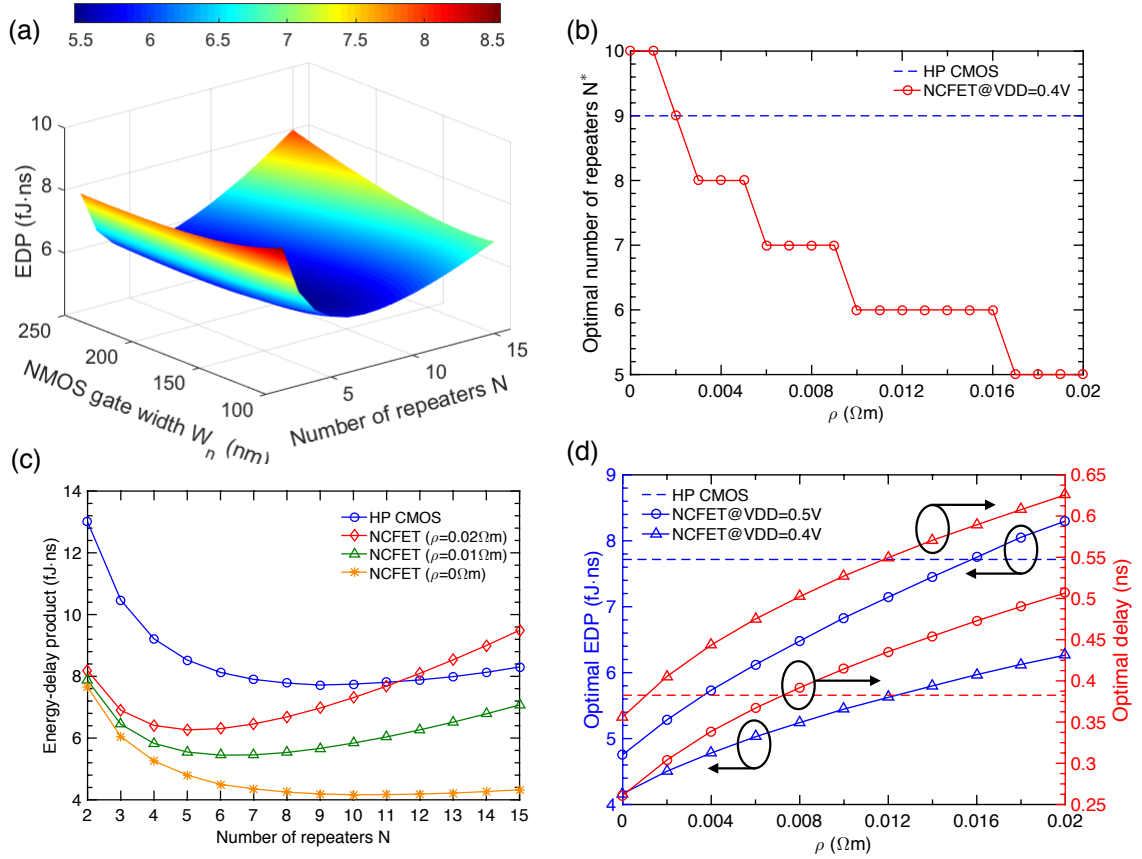 (a)
5.5 6 6.5 7 7.5 8 8.5
10
8
6
EDP (fJ·ns)
250
200
150
100
NMOS gate width Wn (nm)
5
10
15
Number of repeaters N
(b)
10
9
8
7
6
5
Optimal number of repeaters N*
HP CMOS
NCFET@VDD=0.4V
0 0.004 0.008 0.012 0.016 0.02
ρ (Ωm)
(c)
14
12
10
8
6
4
Energy-delay product (fJ·ns)
HP CMOS
NCFET (ρ=0.02Ωm)
NCFET (ρ=0.01Ωm)
NCFET (ρ=0Ωm)
2 3 4 5 6 7 8 9 10 11 12 13 14 15
Number of repeaters N
(d)
9
8
7
6
5
4
Optimal EDP (fJ·ns)
HP CMOS
NCFET@VDD=0.5V
NCFET@VDD=0.4V
0.65
0.6
0.55
0.5
0.45
0.4
0.35
0.3
0.25
Optimal delay (ns)
0 0.004 0.008 0.012 0.016 0.02
ρ (Ωm)